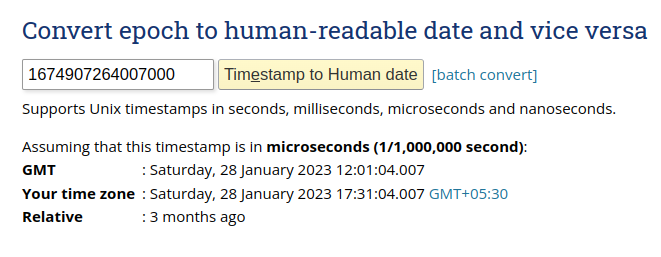 Convert epoch to human-readable date and vice versa
1674907264007000 Timestamp to Human date [batch convert]
Supports Unix timestamps in seconds, milliseconds, microseconds and nanoseconds.
Assuming that this timestamp is in microseconds (1/1,000,000 second):
GMT : Saturday, 28 January 2023 12:01:04.007
Your time zone : Saturday, 28 January 2023 17:31:04.007 GMT+05:30
Relative : 3 months ago